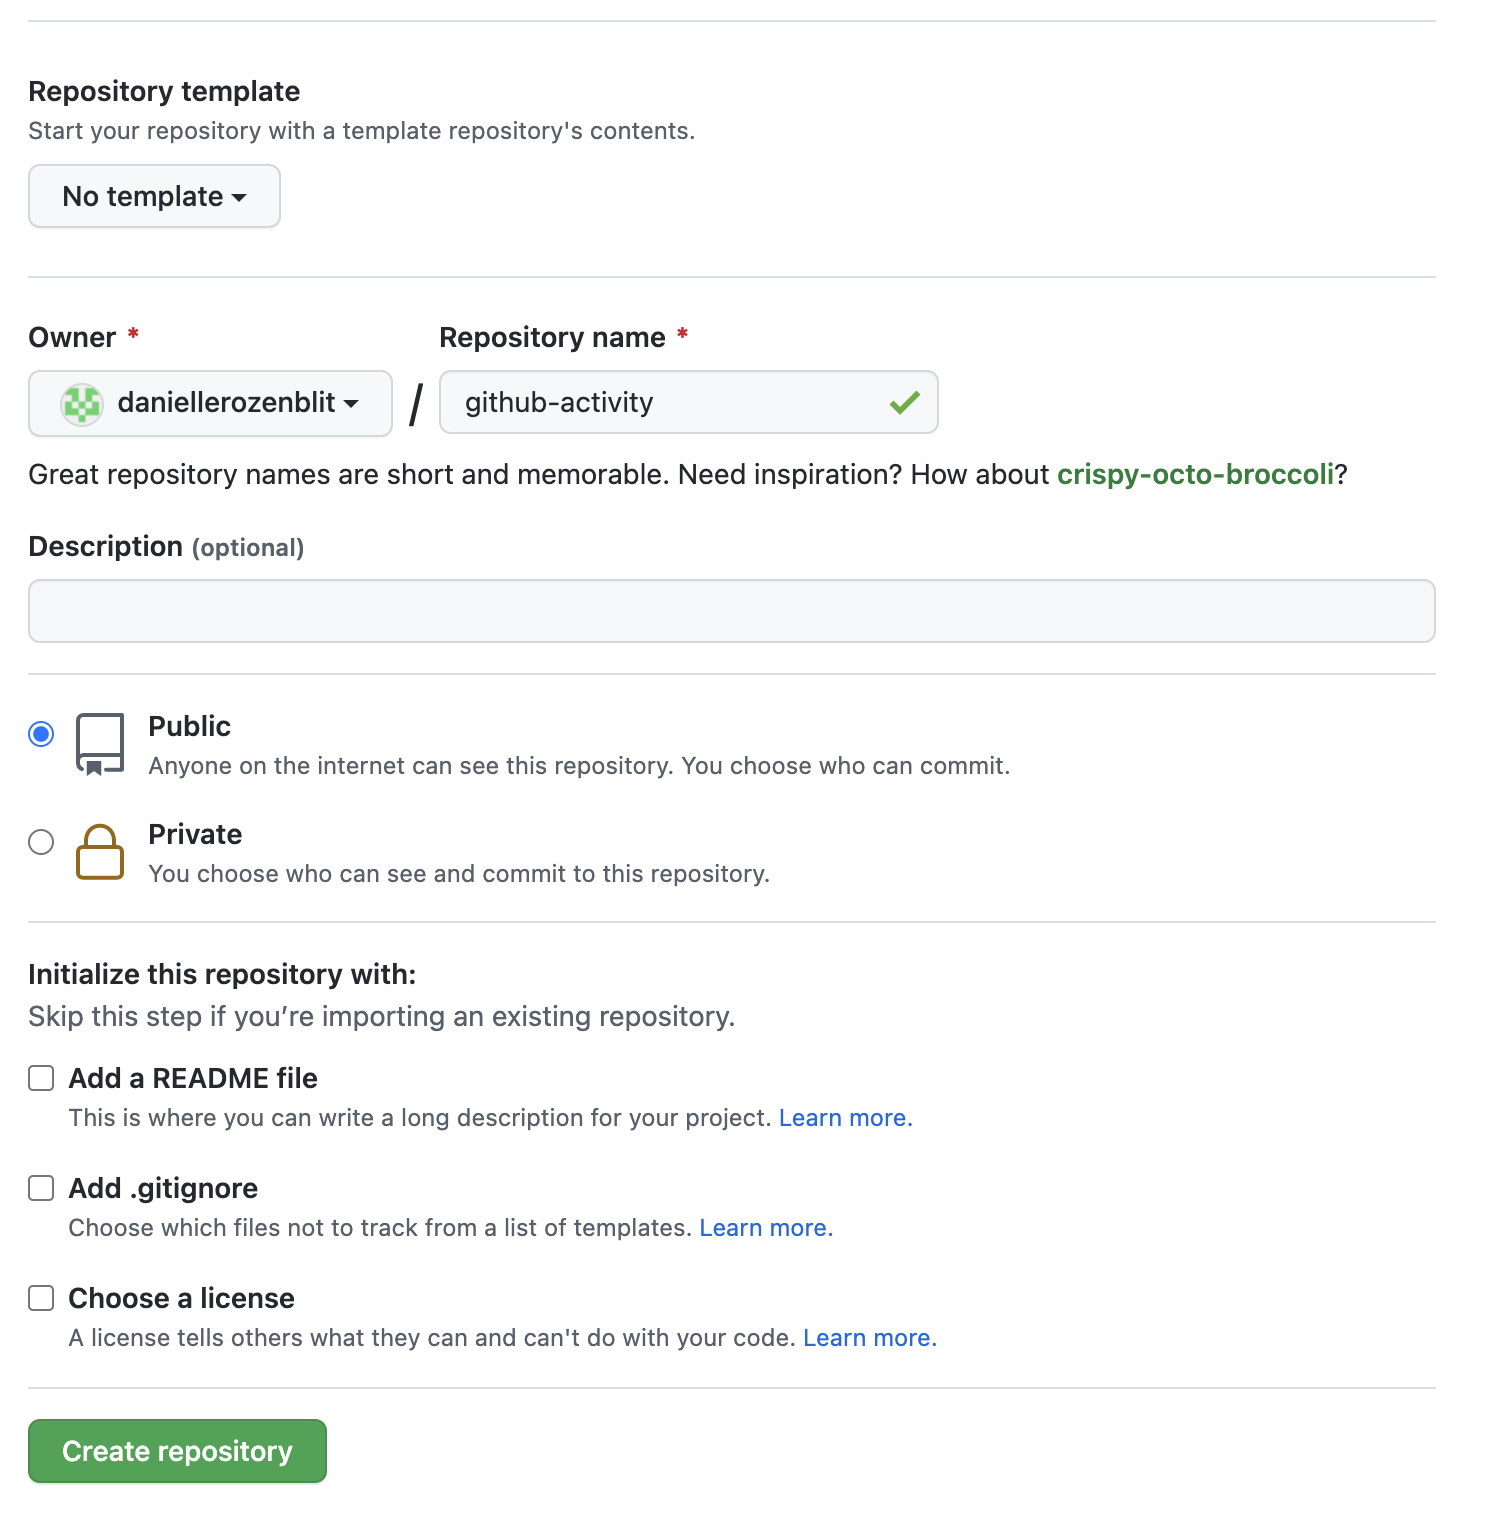 Repository template
Start your repository with a template repository's contents.
No template
Owner *
Repository name *
daniellerozenblit
/
github-activity
Great repository names are short and memorable. Need inspiration? How about crispy-octo-broccoli?
Description (optional)
Public
Anyone on the internet can see this repository. You choose who can commit.
Private
You choose who can see and commit to this repository.
Initialize this repository with:
Skip this step if you’re importing an existing repository.
Add a README file
This is where you can write a long description for your project. Learn more.
Add .gitignore
Choose which files not to track from a list of templates. Learn more.
Choose a license
A license tells others what they can and can't do with your code. Learn more.
Create repository